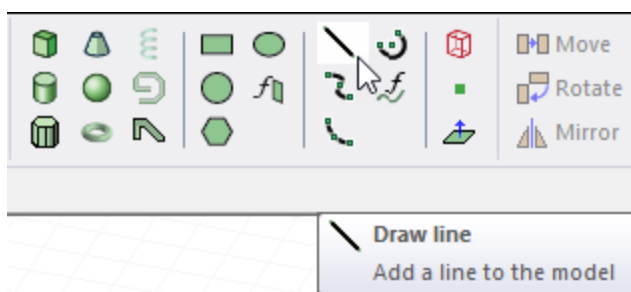 Move
Rotate
Mirror
Draw line
Add a line to the model